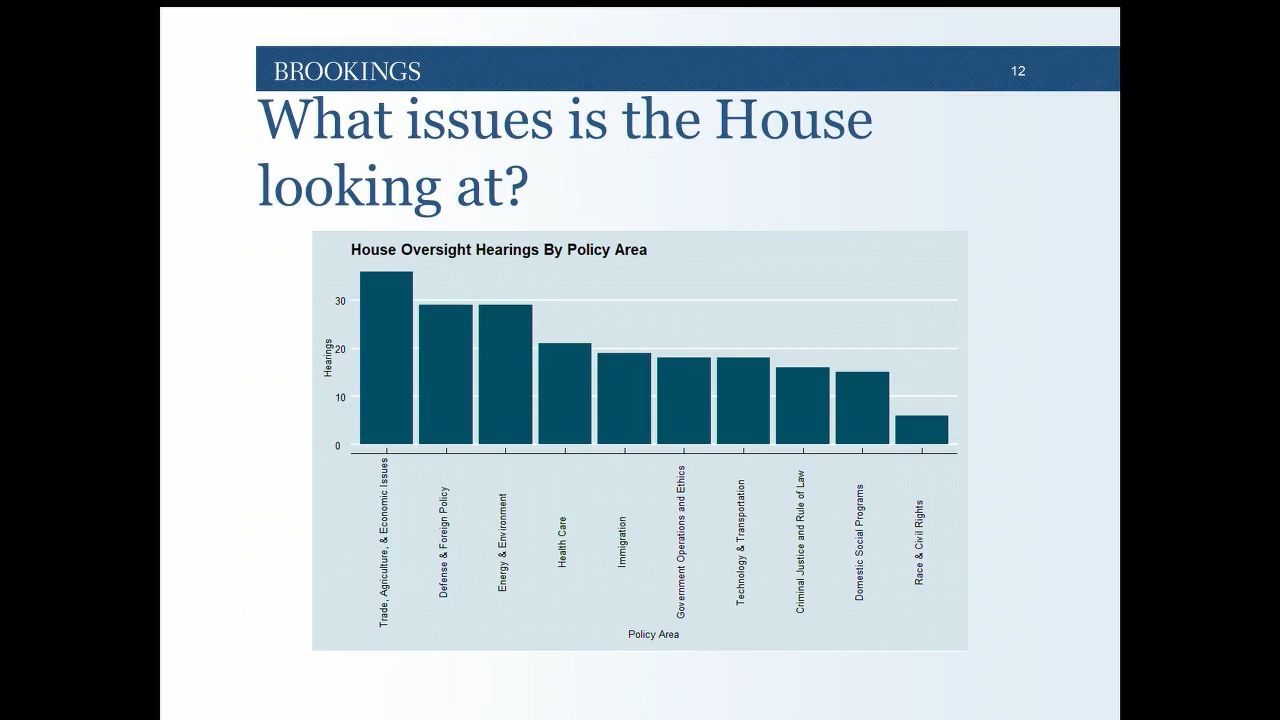 BROOKINGS
12
What issues is the House
looking at?
House Oversight Hearings By Policy Area
30
20
10
0
Hearings
Trade, Agriculture, & Economic Issues
Defense & Foreign Policy
Energy & Environment
Health Care
Immigration
Government Operations and Ethics
Technology & Transportation
Criminal Justice and Rule of Law
Domestic Social Programs
Race & Civil Rights
Policy Area